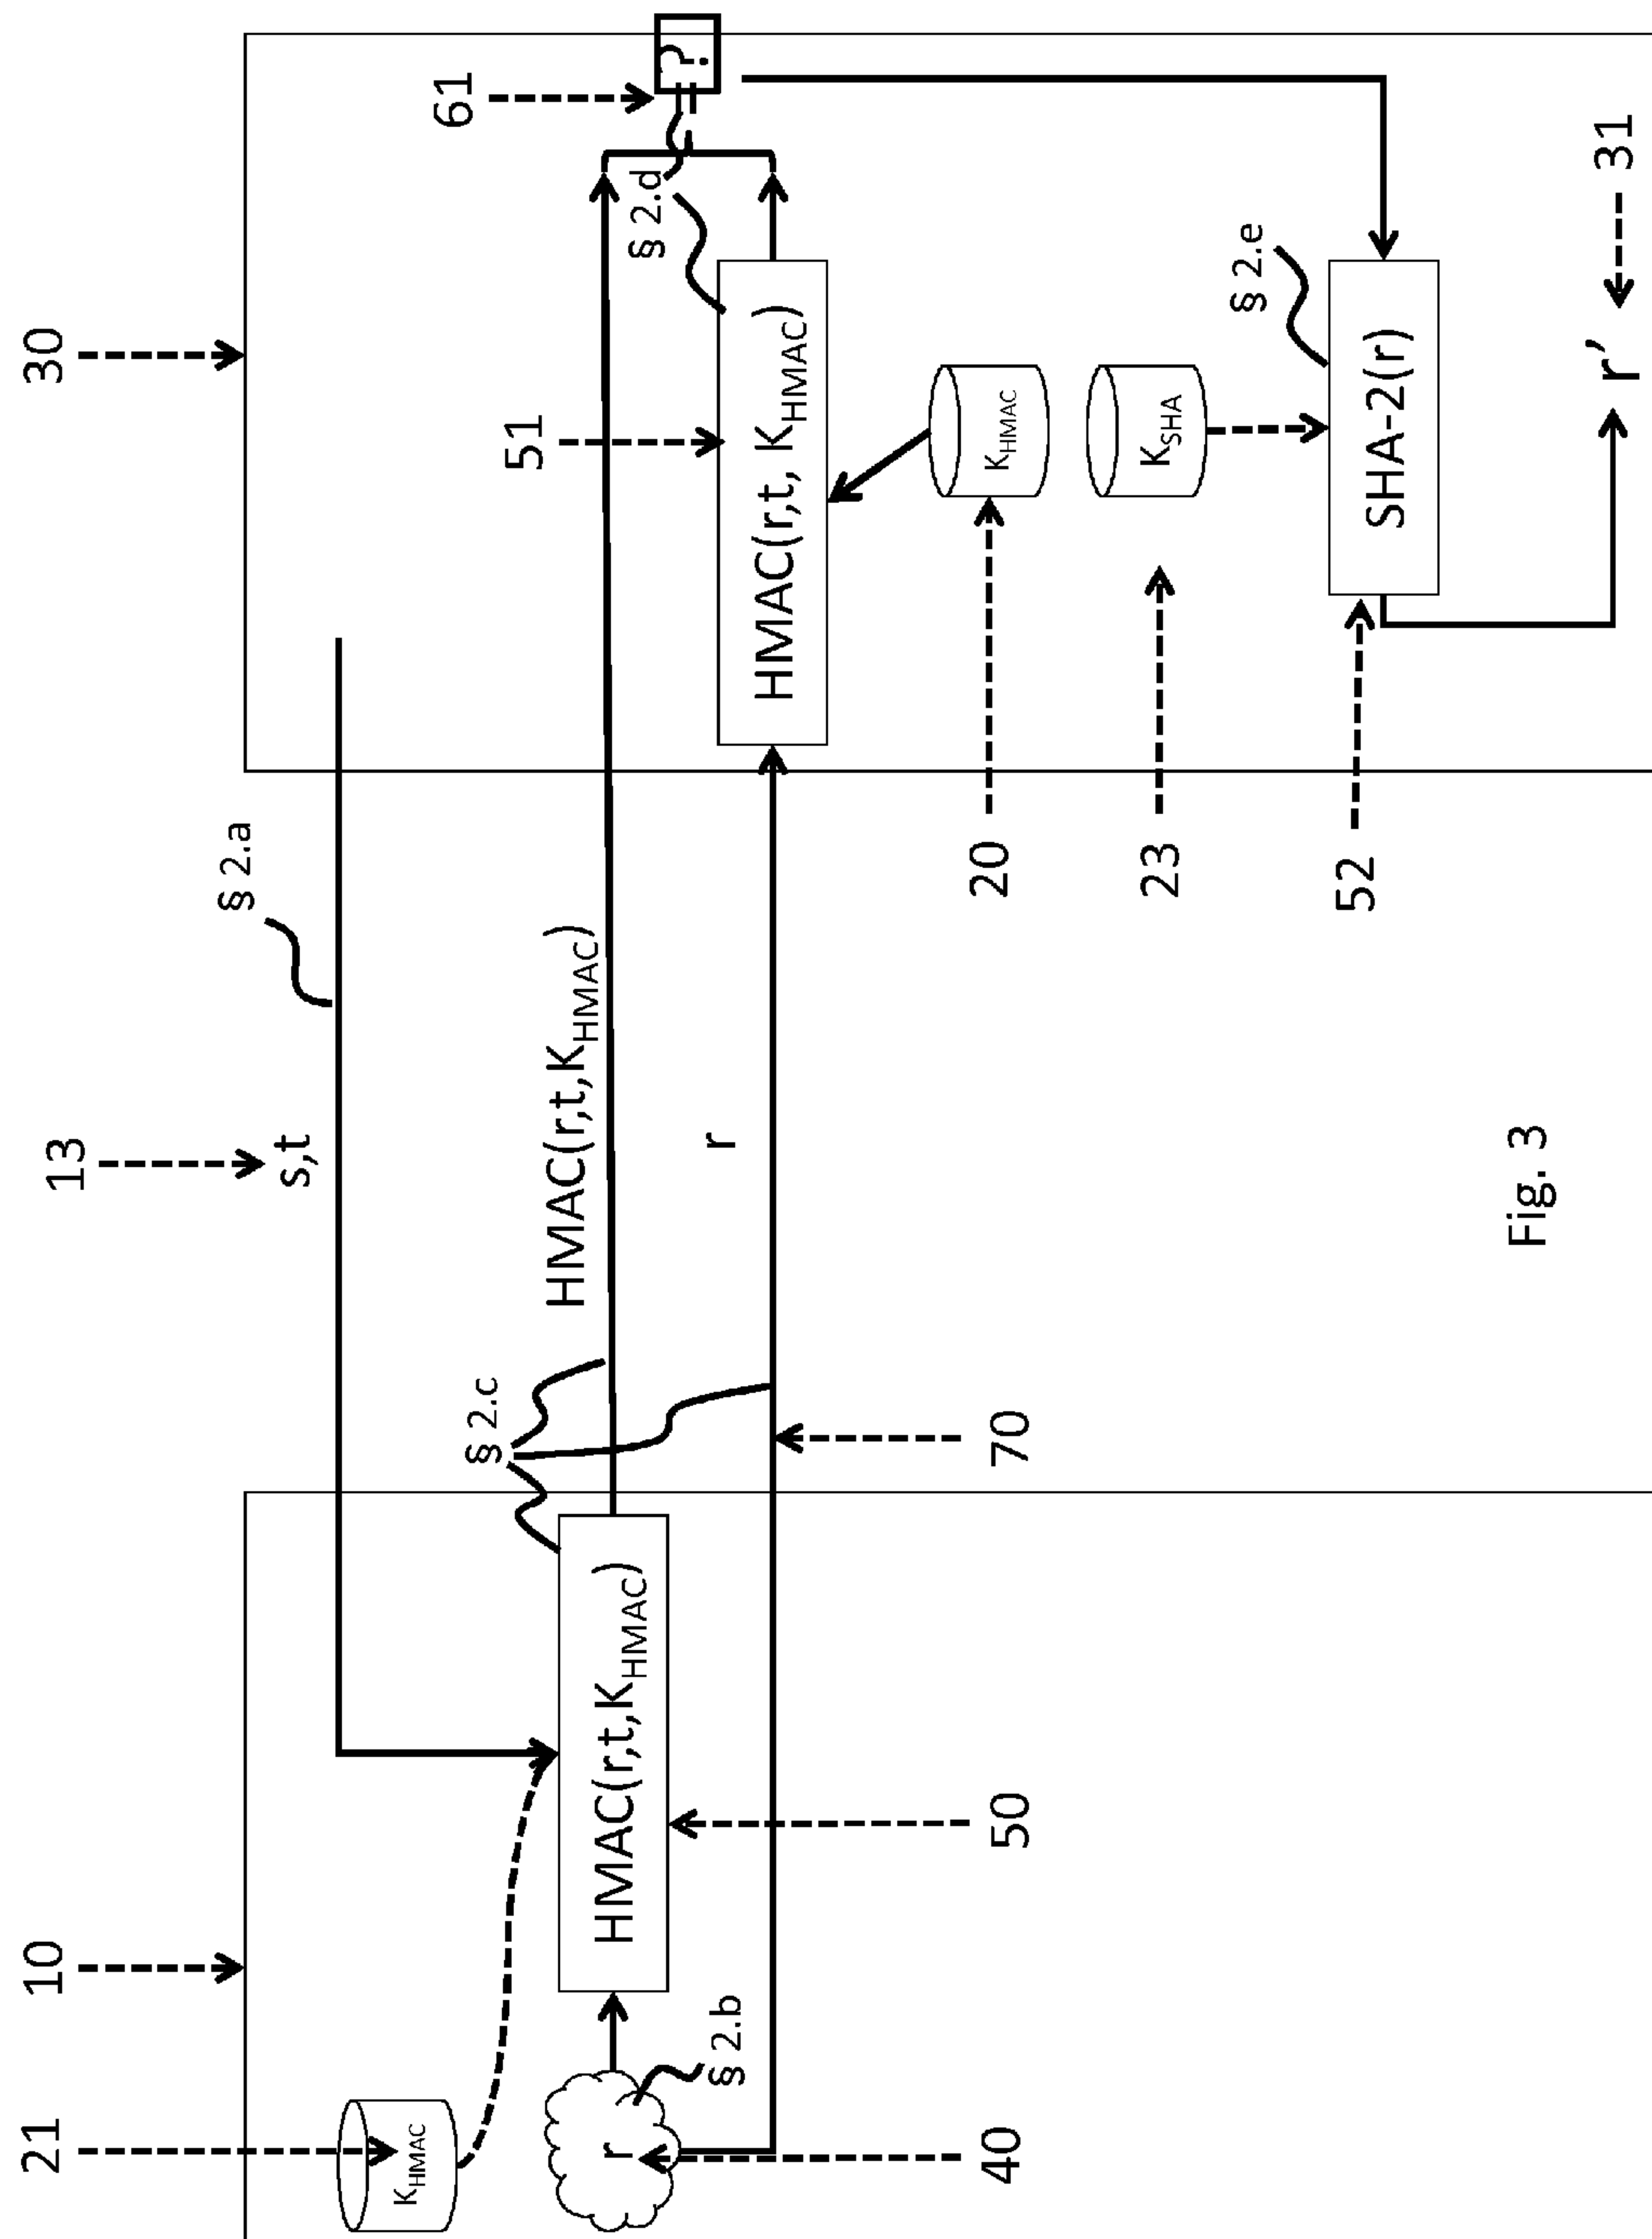 21
10
13
30
K_HMAC
s,t
§ 2.a
§ 2.c
61
51
§ 2.d
=?
HMAC(r,t,K_HMAC)
HMAC(r,t,K_HMAC)
r
§ 2.b
r
HMAC(r,t, K_HMAC)
40
50
70
20
K_HMAC
23
K_SHA
§ 2.e
52
SHA-2(r)
r’
31
Fig. 3